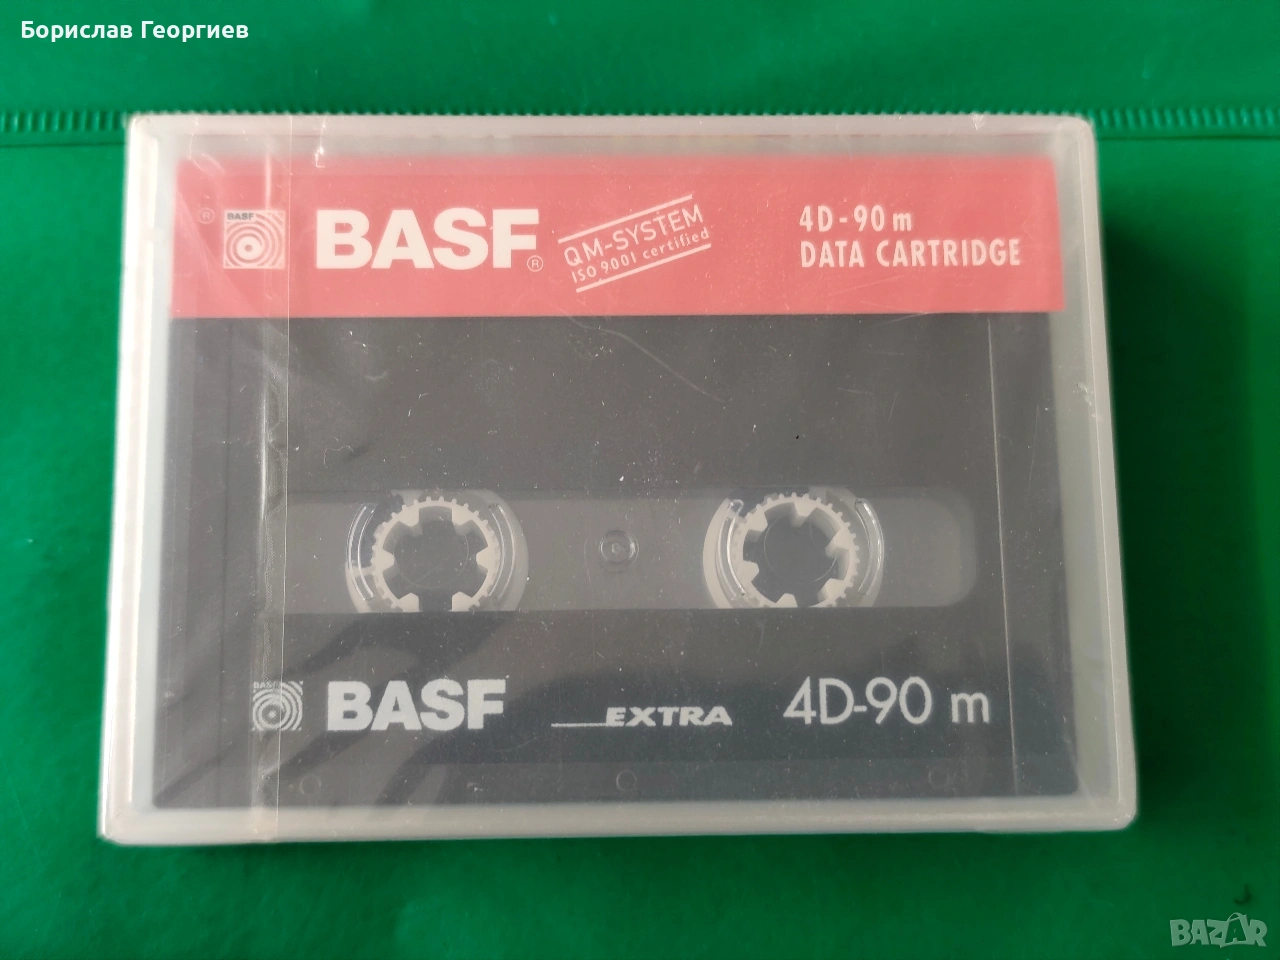 Борислав Георгиев
® BASF BASF®
QM-SYSTEM
ISO 9001 certified
4D-90 m
DATA CARTRIDGE
BASF BASF EXTRA 4D-90 m
BAZAR